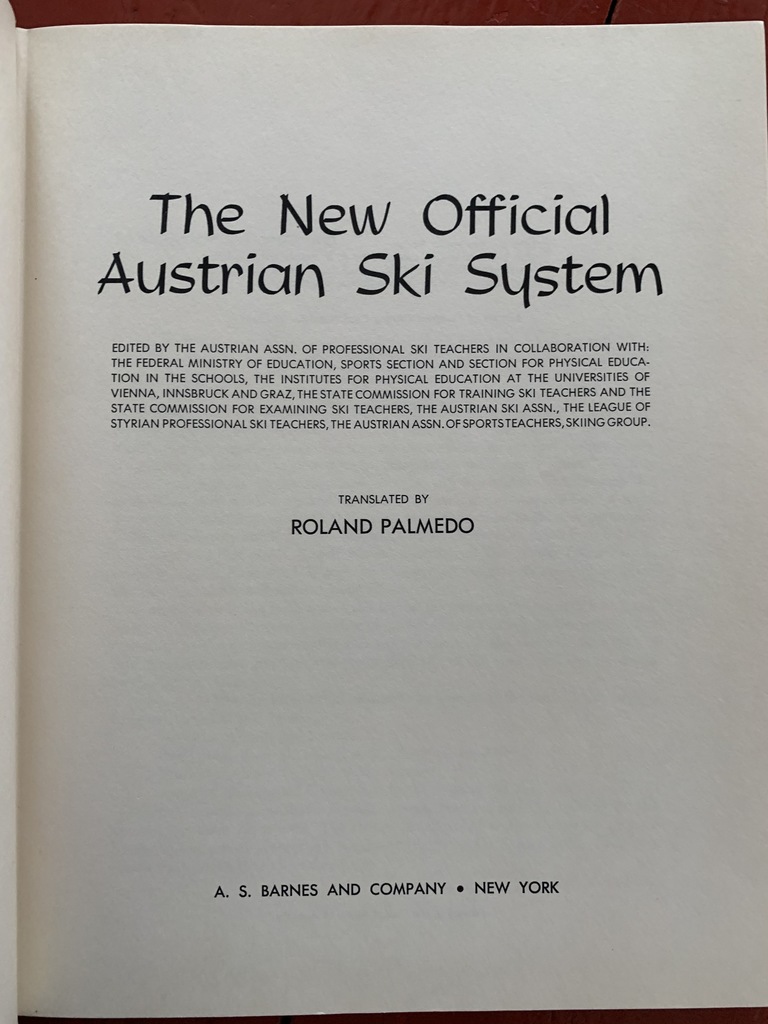 The New Official
Austrian Ski System
EDITED BY THE AUSTRIAN ASSN. OF PROFESSIONAL SKI TEACHERS IN COLLABORATION WITH:
THE FEDERAL MINISTRY OF EDUCATION, SPORTS SECTION AND SECTION FOR PHYSICAL EDUCA-
TION IN THE SCHOOLS, THE INSTITUTES FOR PHYSICAL EDUCATION AT THE UNIVERSITIES OF
VIENNA, INNSBRUCK AND GRAZ, THE STATE COMMISSION FOR TRAINING SKI TEACHERS AND THE
STATE COMMISSION FOR EXAMINING SKI TEACHERS, THE AUSTRIAN SKI ASSN., THE LEAGUE OF
STYRIAN PROFESSIONAL SKI TEACHERS, THE AUSTRIAN ASSN. OF SPORTS TEACHERS, SKIING GROUP.
TRANSLATED BY
ROLAND PALMEDO
A. S. BARNES AND COMPANY • NEW YORK